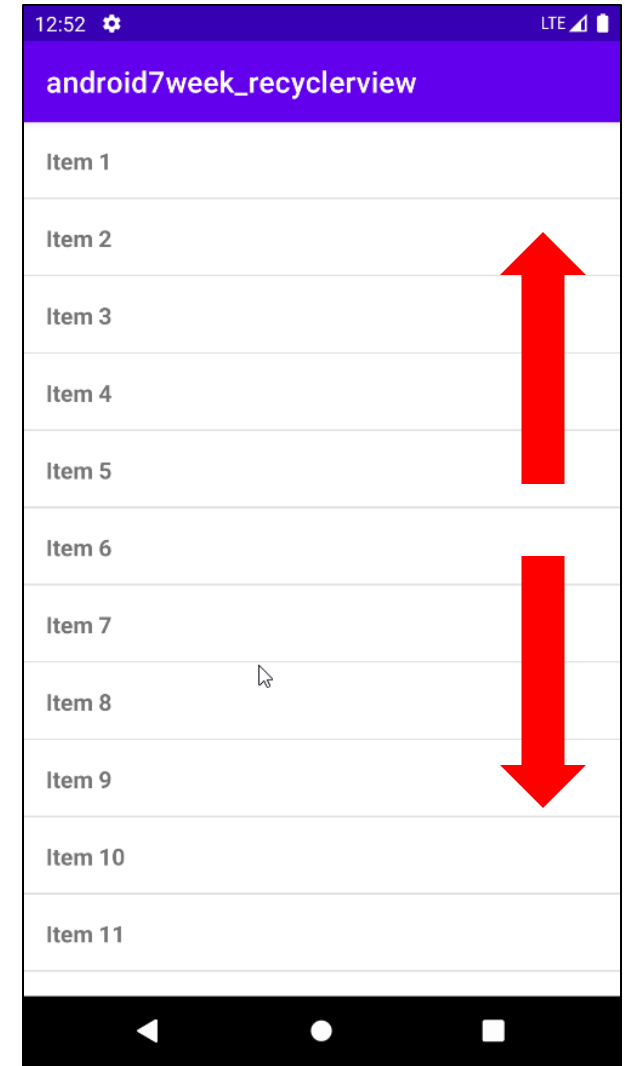 12:52 LTE
android7week_recyclerview
Item 1
Item 2
Item 3
Item 4
Item 5
Item 6
Item 7
Item 8
Item 9
Item 10
Item 11